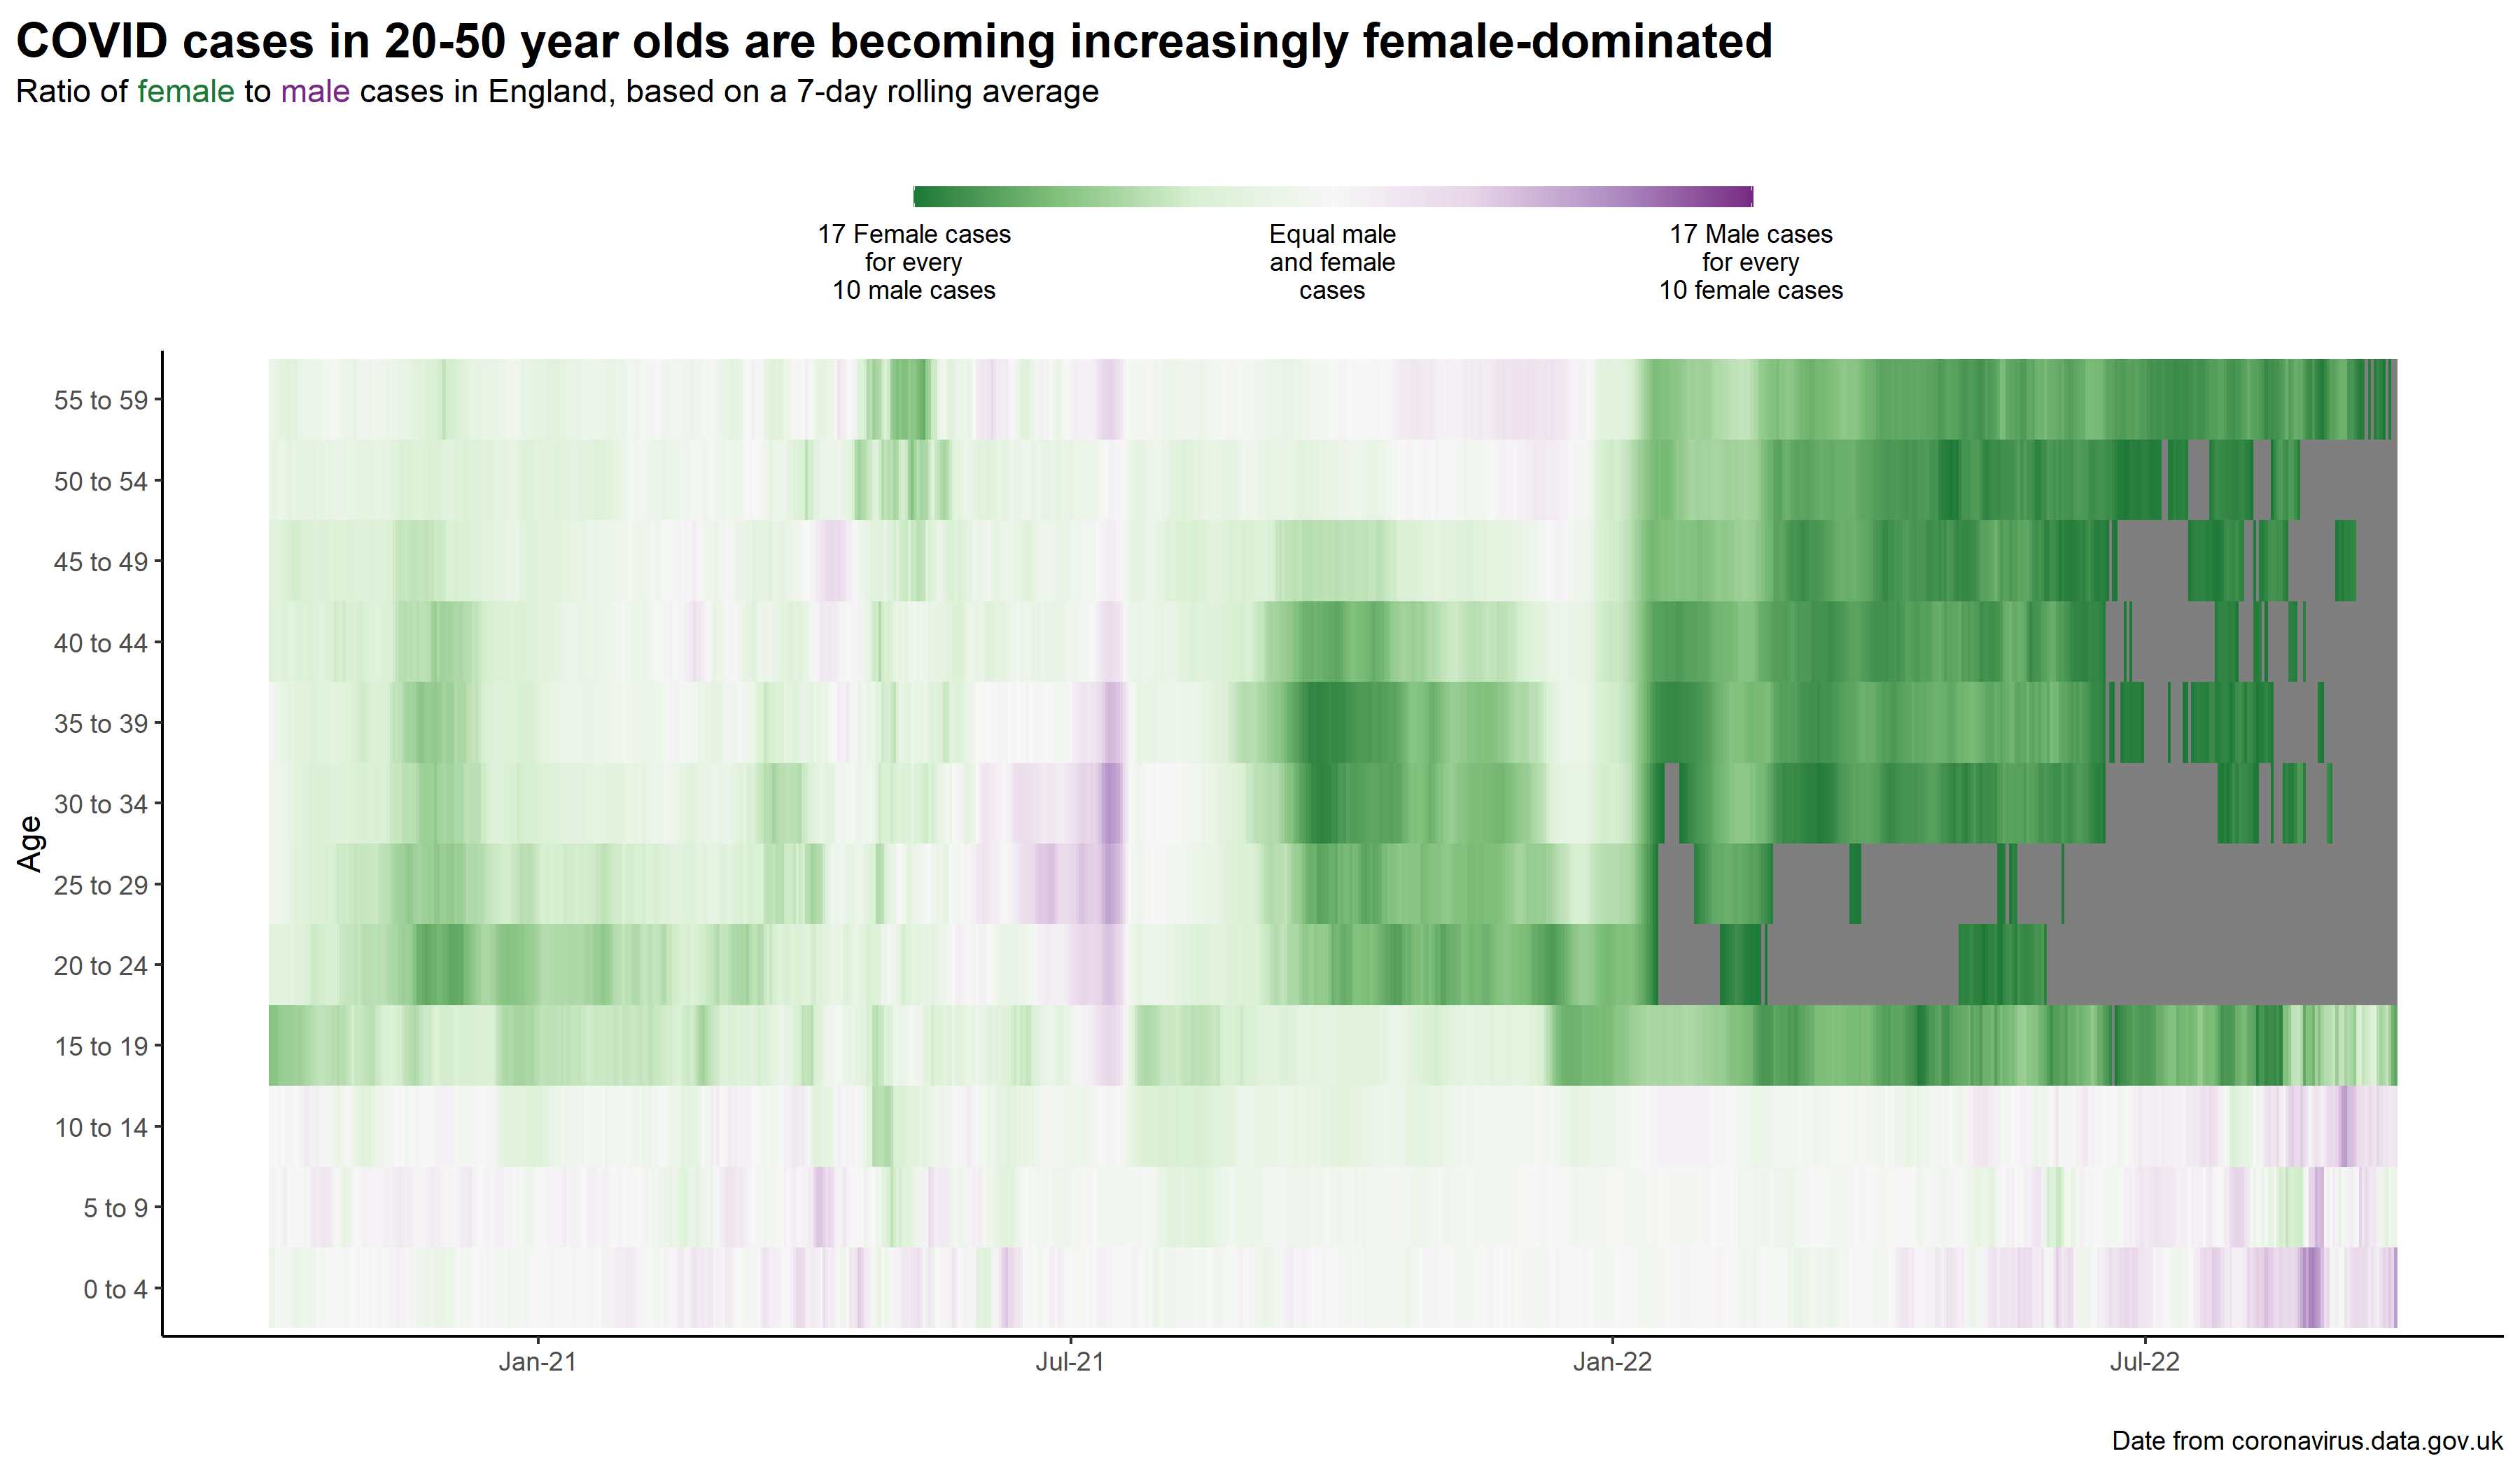 COVID cases in 20-50 year olds are becoming increasingly female-dominated
Ratio of female to male cases in England, based on a 7-day rolling average
17 Female cases
for every
10 male cases
Equal male
and female
cases
17 Male cases
for every
10 female cases
Age
55 to 59
50 to 54
45 to 49
40 to 44
35 to 39
30 to 34
25 to 29
20 to 24
15 to 19
10 to 14
5 to 9
0 to 4
Jan-21
Jul-21
Jan-22
Jul-22
Date from coronavirus.data.gov.uk